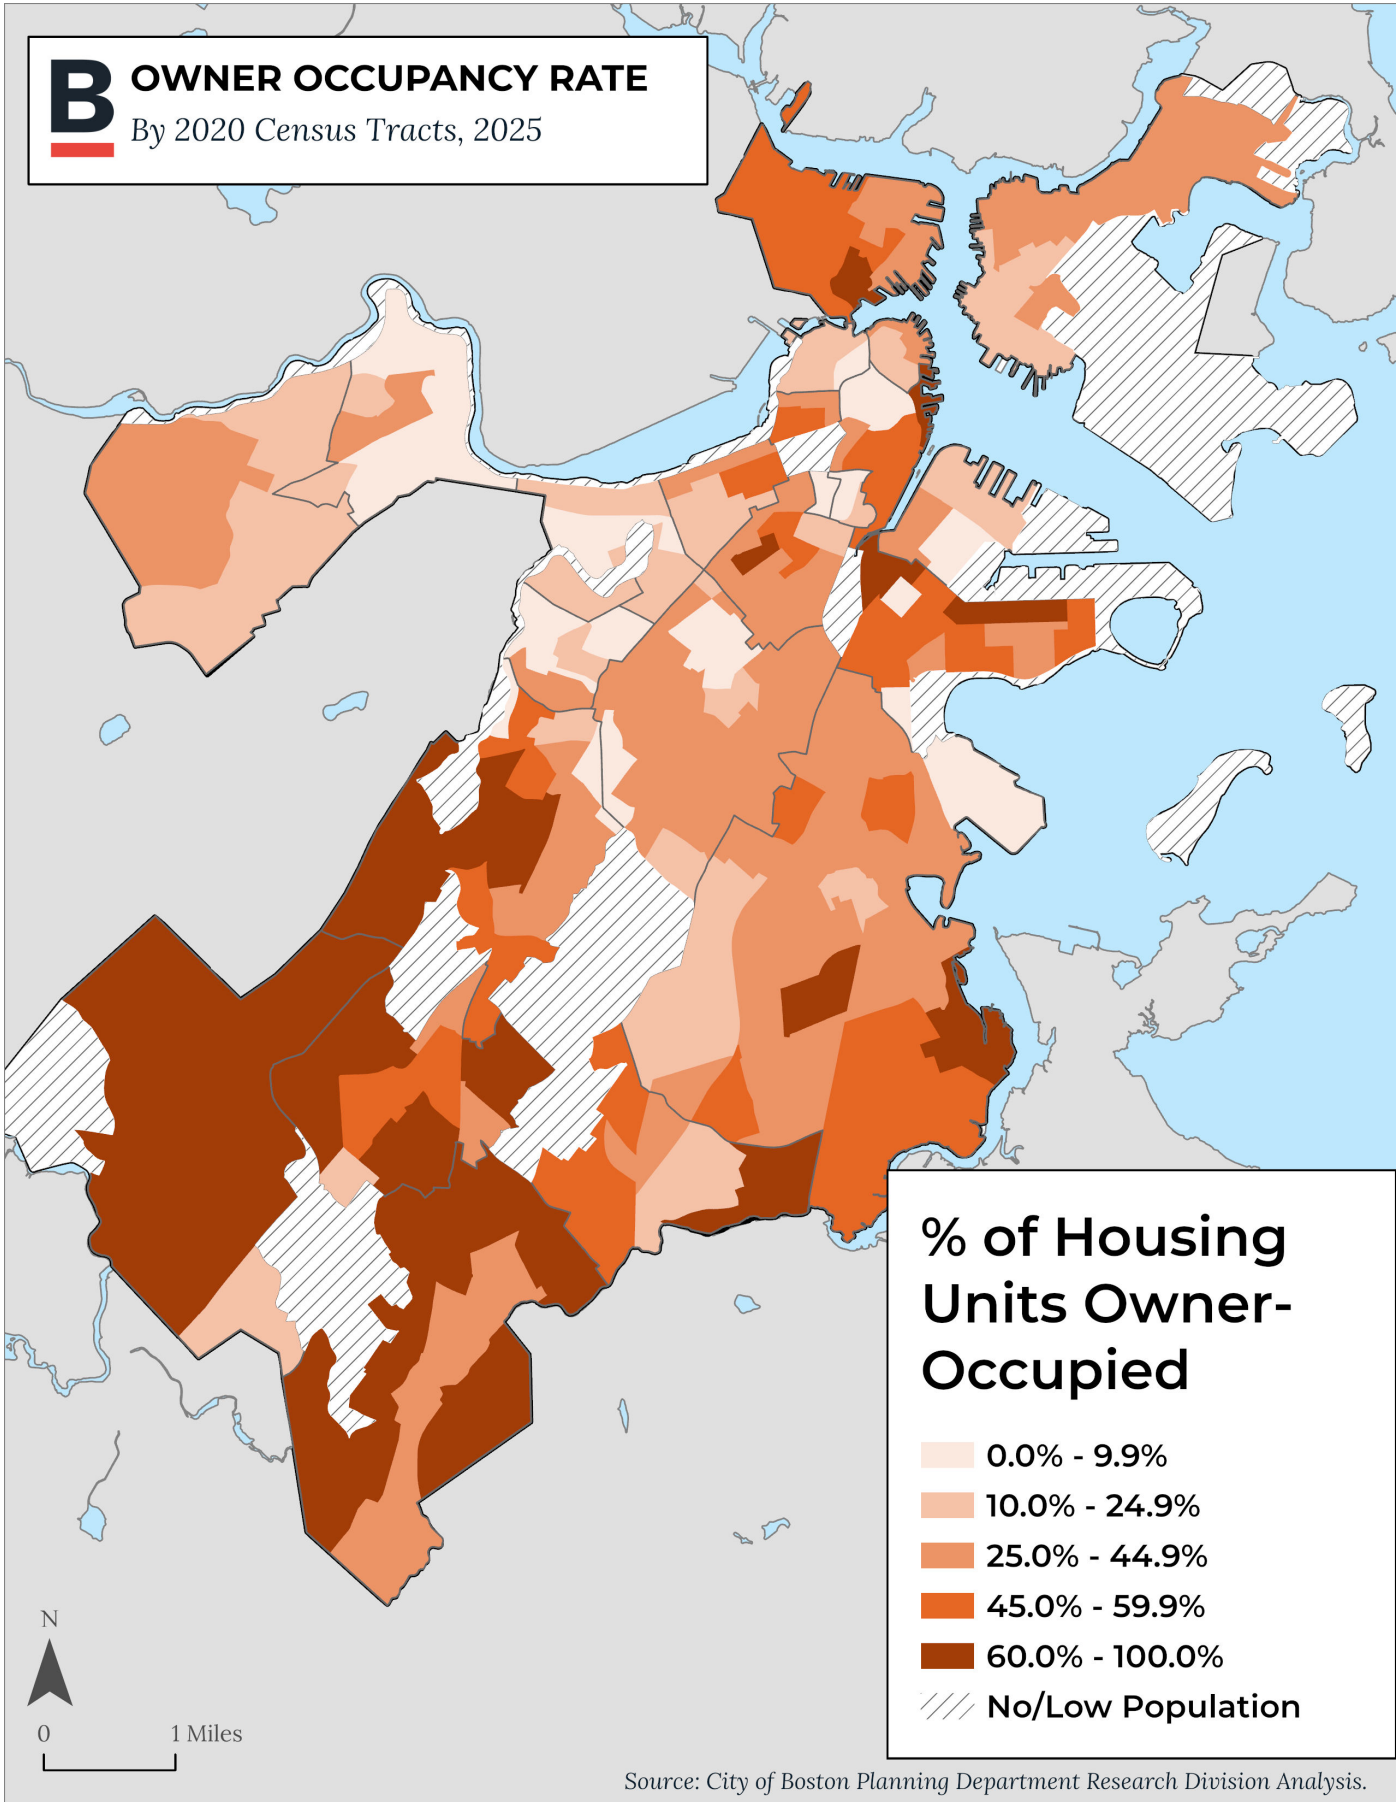 B
OWNER OCCUPANCY RATE
By 2020 Census Tracts, 2025
% of Housing
Units Owner-
Occupied
0.0% - 9.9%
10.0% - 24.9%
25.0% - 44.9%
45.0% - 59.9%
60.0% - 100.0%
No/Low Population
N
0 1 Miles
Source: City of Boston Planning Department Research Division Analysis.